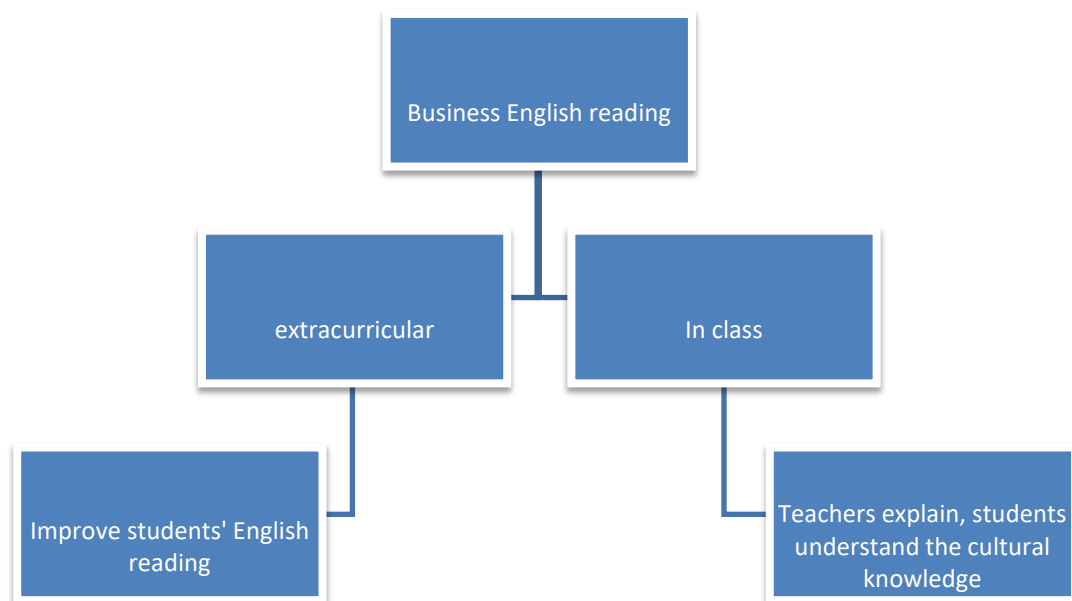 Business English reading
extracurricular
In class
Improve students' English
reading
Teachers explain, students
understand the cultural
knowledge